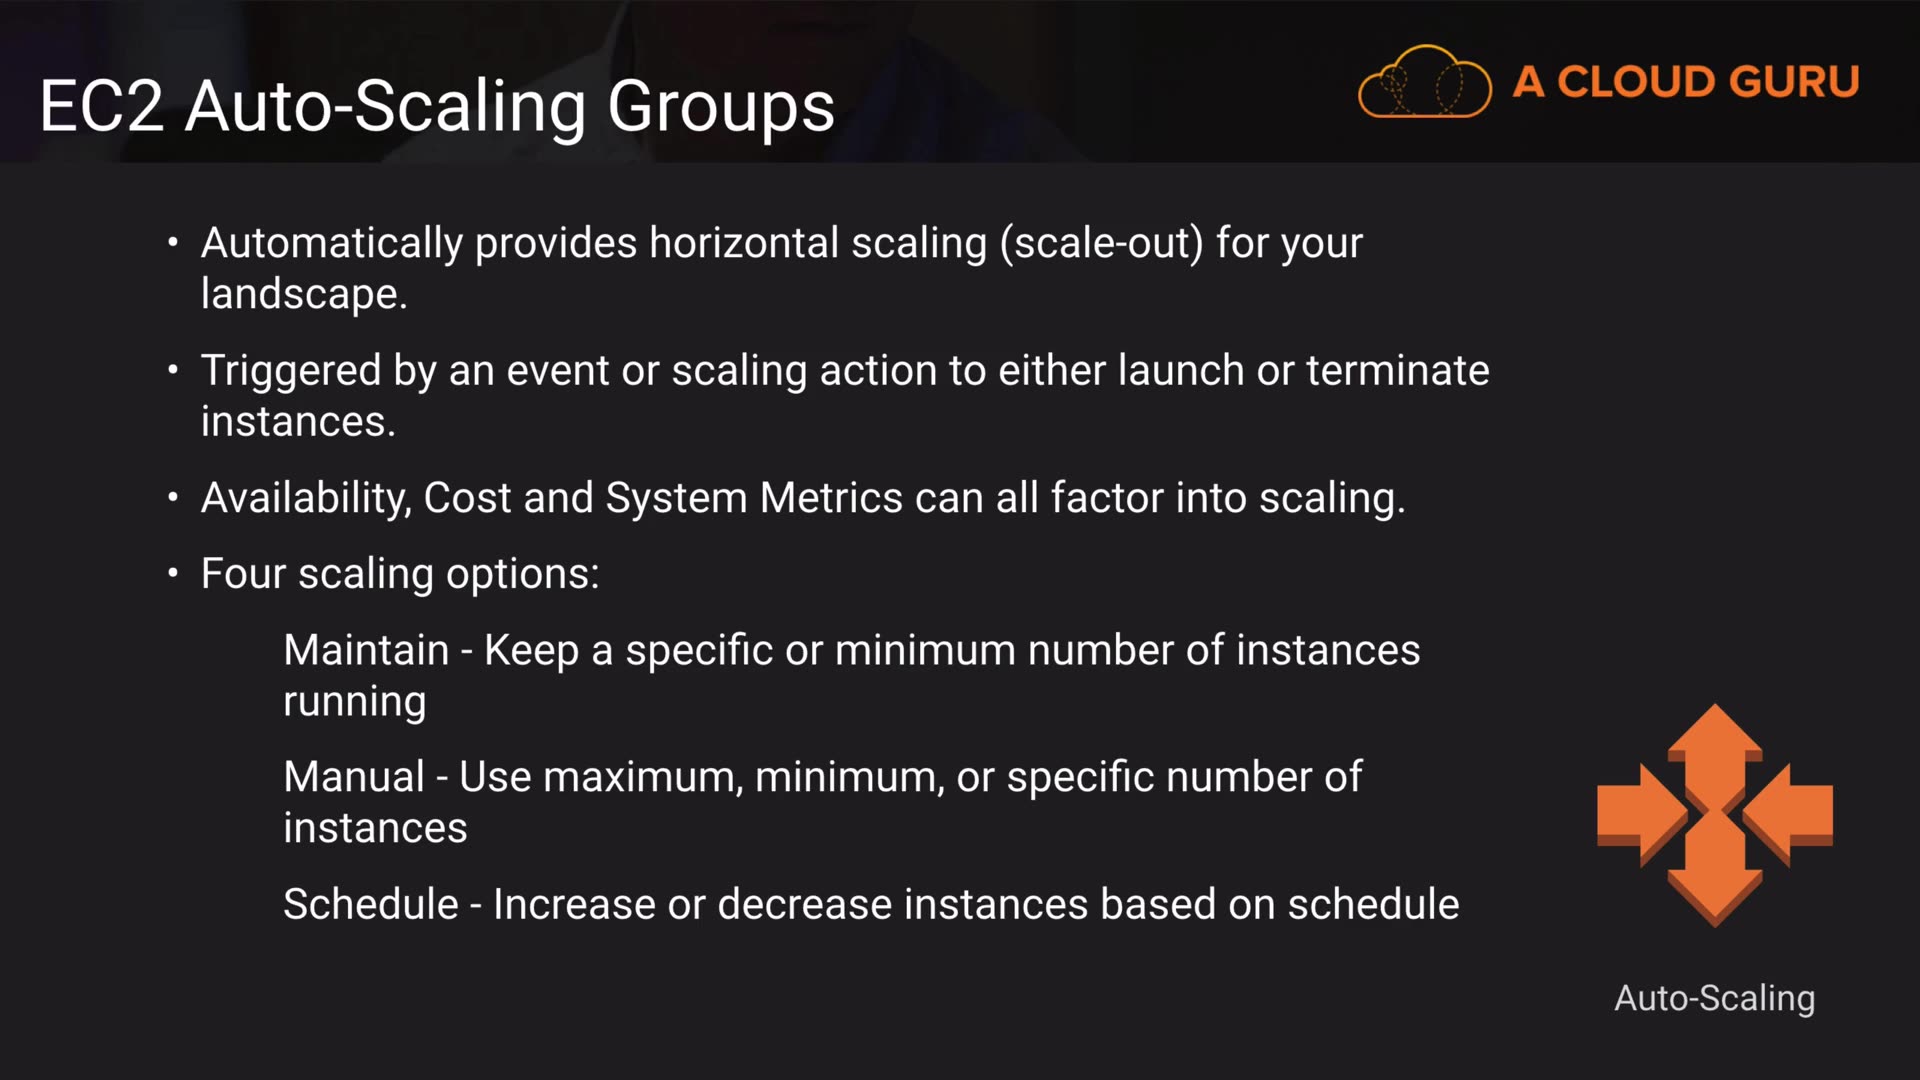 EC2 Auto-Scaling Groups
A CLOUD GURU
• Automatically provides horizontal scaling (scale-out) for your
landscape.
• Triggered by an event or scaling action to either launch or terminate
instances.
• Availability, Cost and System Metrics can all factor into scaling.
• Four scaling options:
Maintain - Keep a specific or minimum number of instances
running
Manual - Use maximum, minimum, or specific number of
instances
Schedule - Increase or decrease instances based on schedule
Auto-Scaling